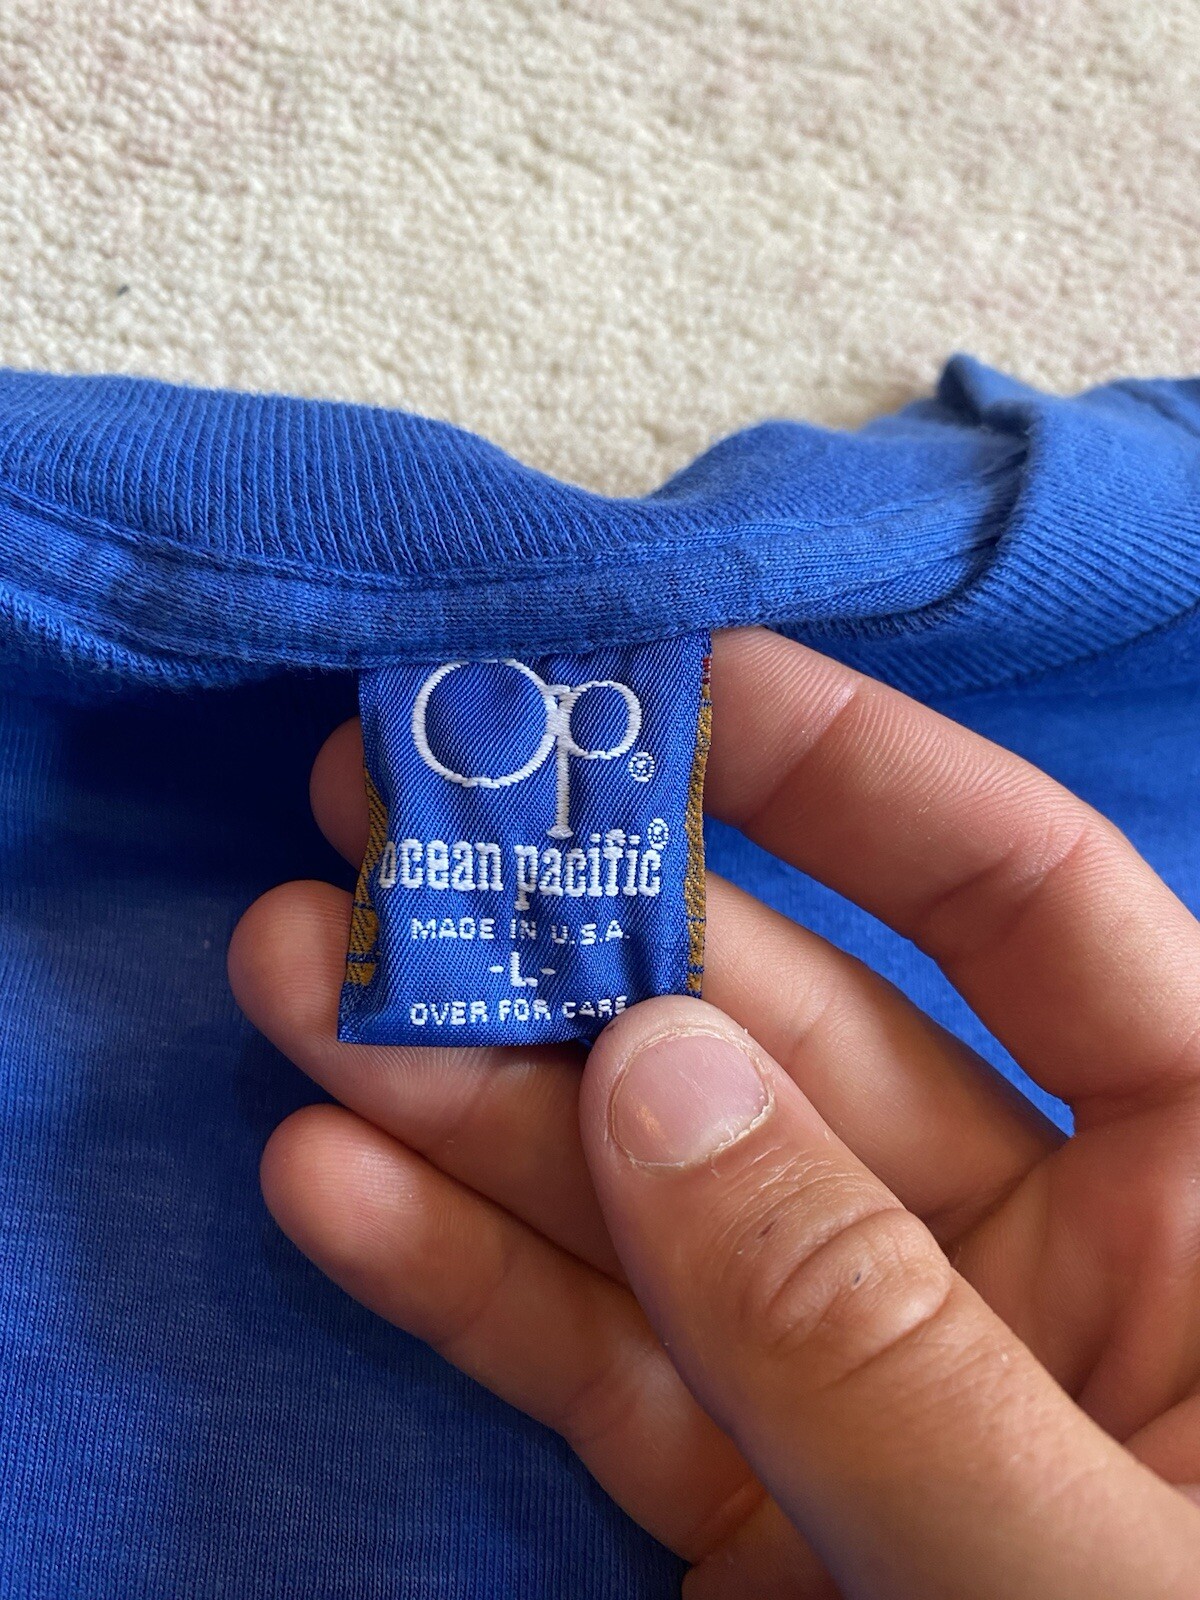 Op®
ocean pacific®
MADE IN U.S.A.
-L-
OVER FOR CARE